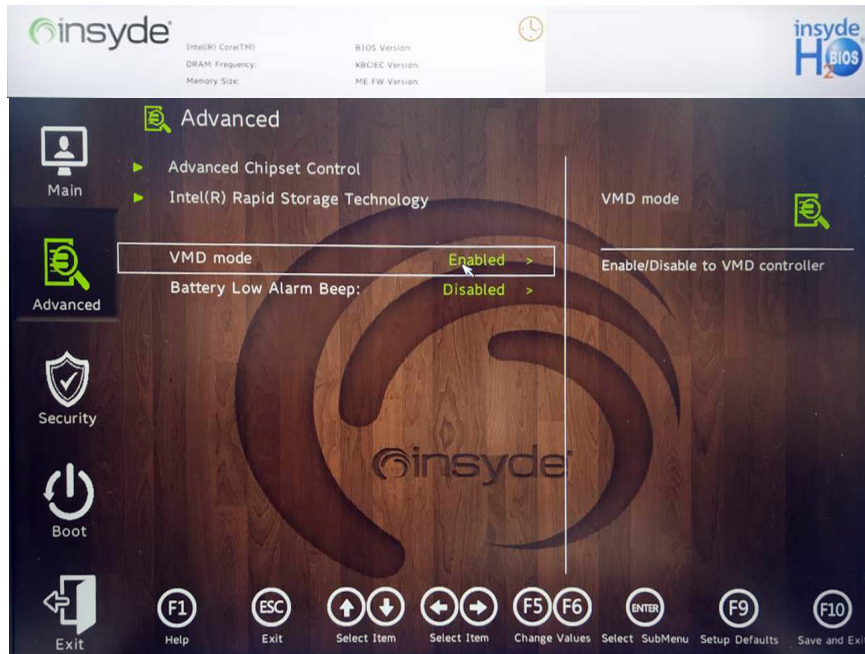 insyde
insyde
H2O BIOS
Intel(R) Core(TM)
BIOS Version:
DRAM Frequency:
KBC/EC Version:
Memory Size:
ME FW Version:
Advanced
Main
Advanced Chipset Control
Intel(R) Rapid Storage Technology
VMD mode
VMD mode Enabled >
Enable/Disable to VMD controller
Battery Low Alarm Beep: Disabled >
Advanced
Security
insyde
Boot
F1
ESC
F5 F6
ENTER
F9
F10
Help
Exit
Select Item
Select Item
Change Values
Select SubMenu
Setup Defaults
Save and Exi
Exit